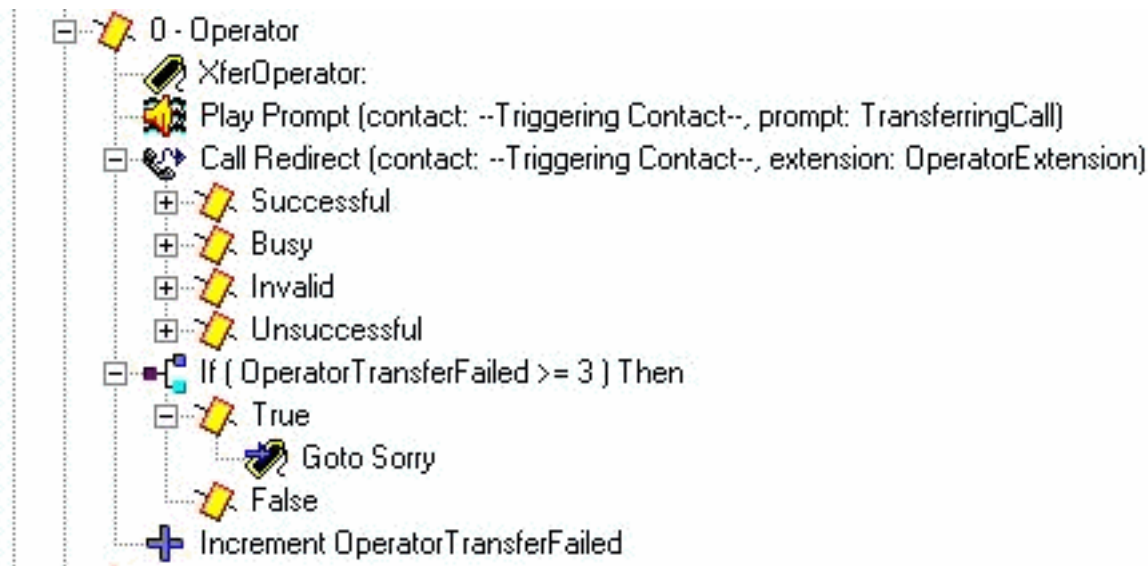 0 - Operator
XferOperator:
Play Prompt (contact: --Triggering Contact--, prompt: TransferringCall)
Call Redirect (contact: --Triggering Contact--, extension: OperatorExtension)
Successful
Busy
Invalid
Unsuccessful
If ( OperatorTransferFailed >= 3 ) Then
True
Goto Sorry
False
Increment OperatorTransferFailed